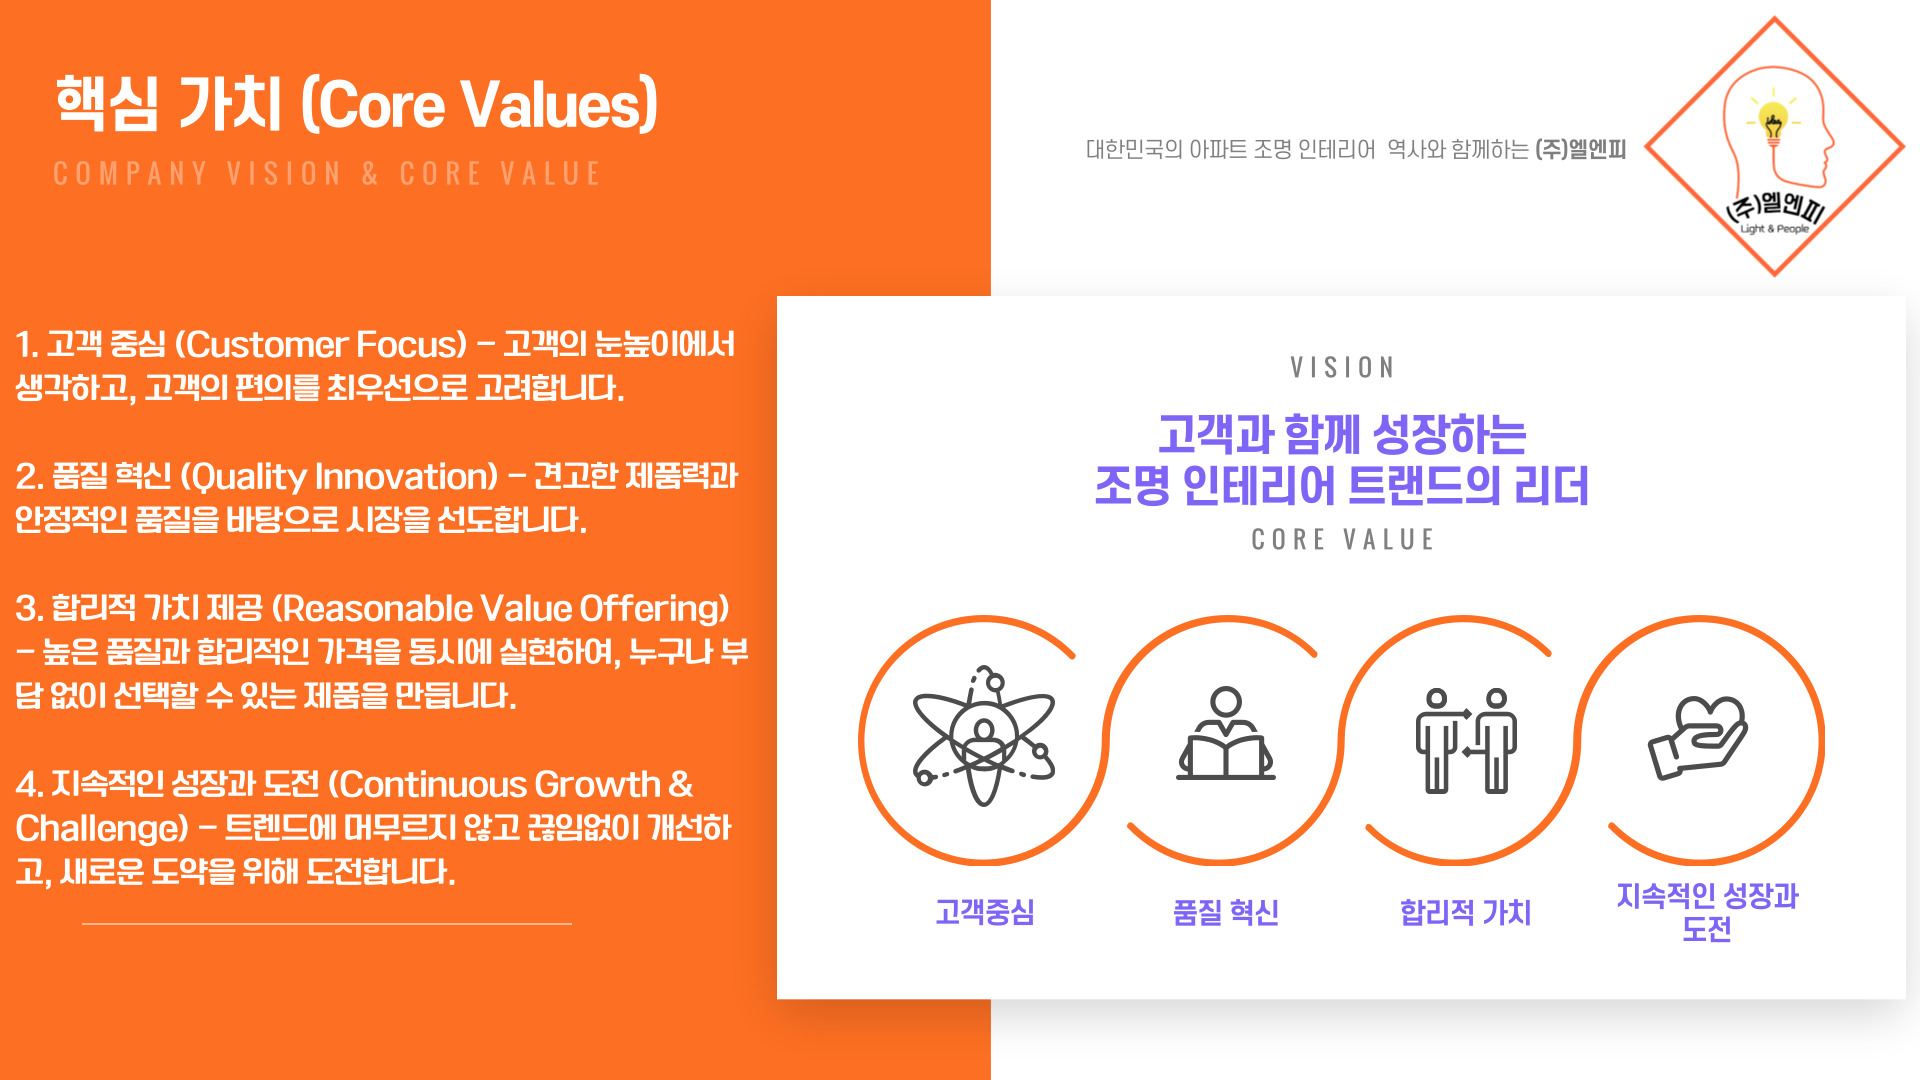 핵심 가치 (Core Values)
COMPANY VISION & CORE VALUE
대한민국의 아파트 조명 인테리어 역사와 함께하는 (주)엘엔피
(주)엘엔피
Light & People
1. 고객 중심 (Customer Focus) – 고객의 눈높이에서
생각하고, 고객의 편의를 최우선으로 고려합니다.
2. 품질 혁신 (Quality Innovation) – 견고한 제품력과
안정적인 품질을 바탕으로 시장을 선도합니다.
3. 합리적 가치 제공 (Reasonable Value Offering)
– 높은 품질과 합리적인 가격을 동시에 실현하여, 누구나 부
담 없이 선택할 수 있는 제품을 만듭니다.
4. 지속적인 성장과 도전 (Continuous Growth &
Challenge) – 트렌드에 머무르지 않고 끊임없이 개선하
고, 새로운 도약을 위해 도전합니다.
VISION
고객과 함께 성장하는
조명 인테리어 트랜드의 리더
CORE VALUE
고객중심
품질 혁신
합리적 가치
지속적인 성장과
도전